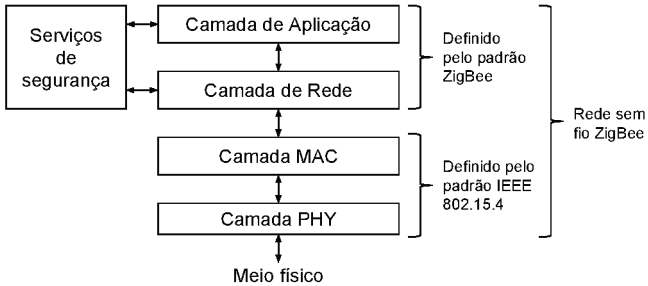 Serviços
de
segurança
Camada de Aplicação
Camada de Rede
Camada MAC
Camada PHY
Meio físico
Definido
pelo padrão
ZigBee
Definido pelo
padrão IEEE
802.15.4
Rede sem
fio ZigBee